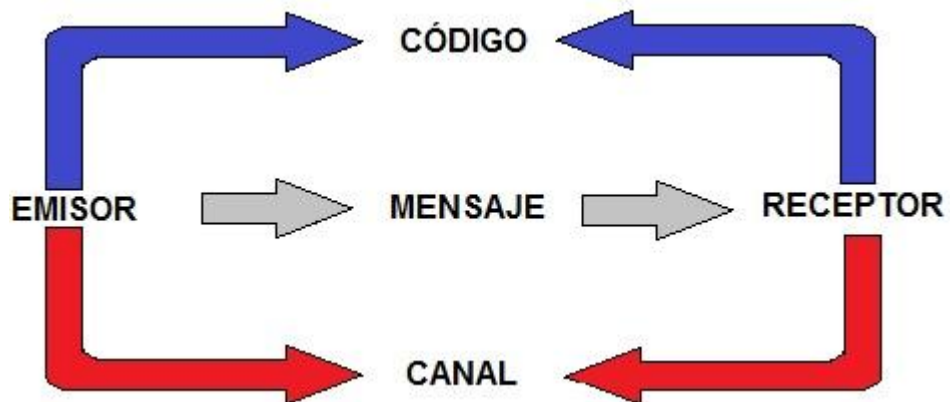 CÓDIGO
EMISOR
MENSAJE
RECEPTOR
CANAL